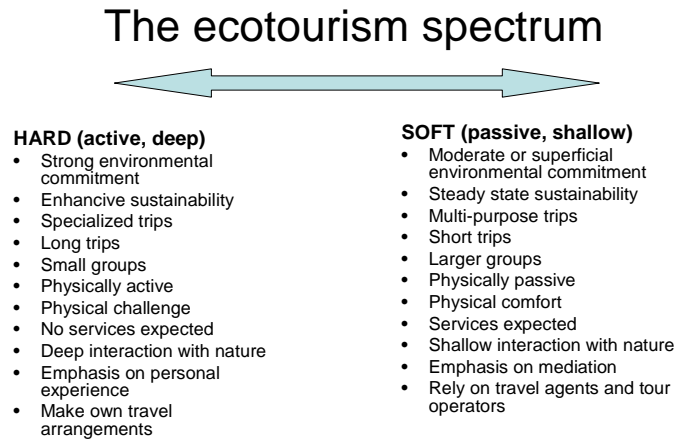 The ecotourism spectrum
HARD (active, deep)
• Strong environmental
commitment
• Enhancive sustainability
• Specialized trips
• Long trips
• Small groups
• Physically active
• Physical challenge
• No services expected
• Deep interaction with nature
• Emphasis on personal
experience
• Make own travel
arrangements
SOFT (passive, shallow)
• Moderate or superficial
environmental commitment
• Steady state sustainability
• Multi-purpose trips
• Short trips
• Larger groups
• Physically passive
• Physical comfort
• Services expected
• Shallow interaction with nature
• Emphasis on mediation
• Rely on travel agents and tour
operators